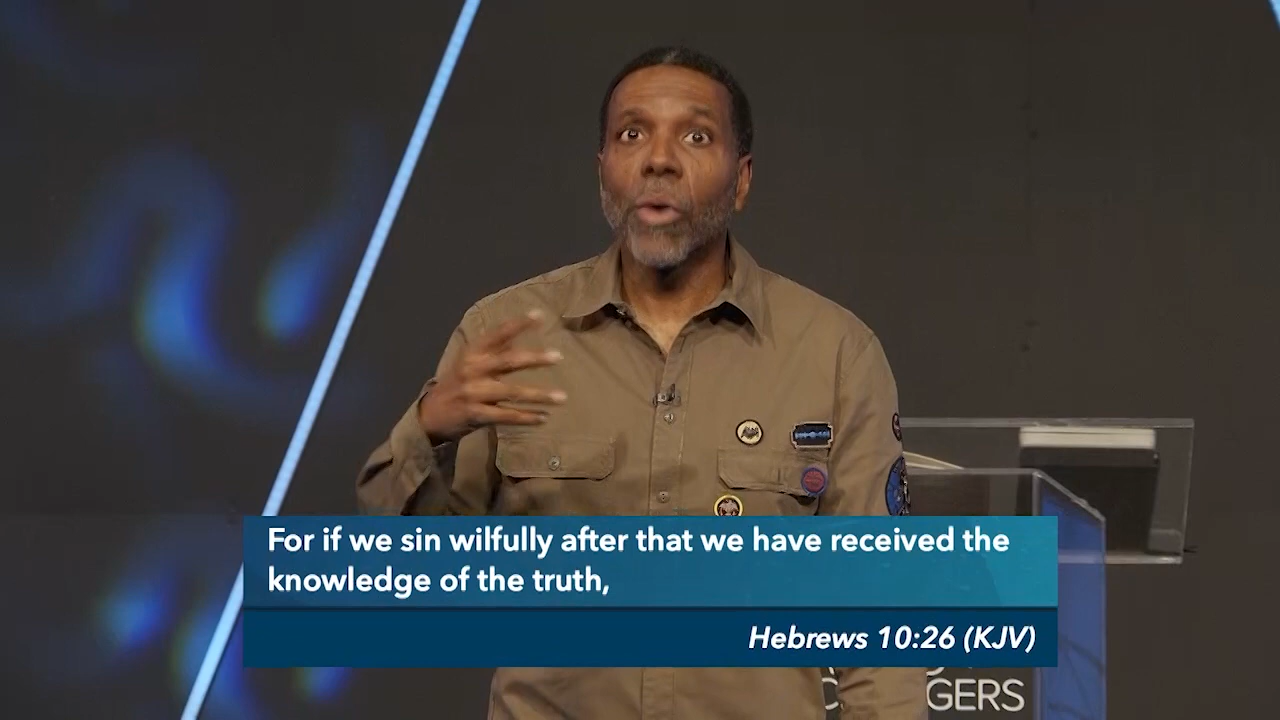 For if we sin wilfully after that we have received the
knowledge of the truth,
Hebrews 10:26 (KJV)